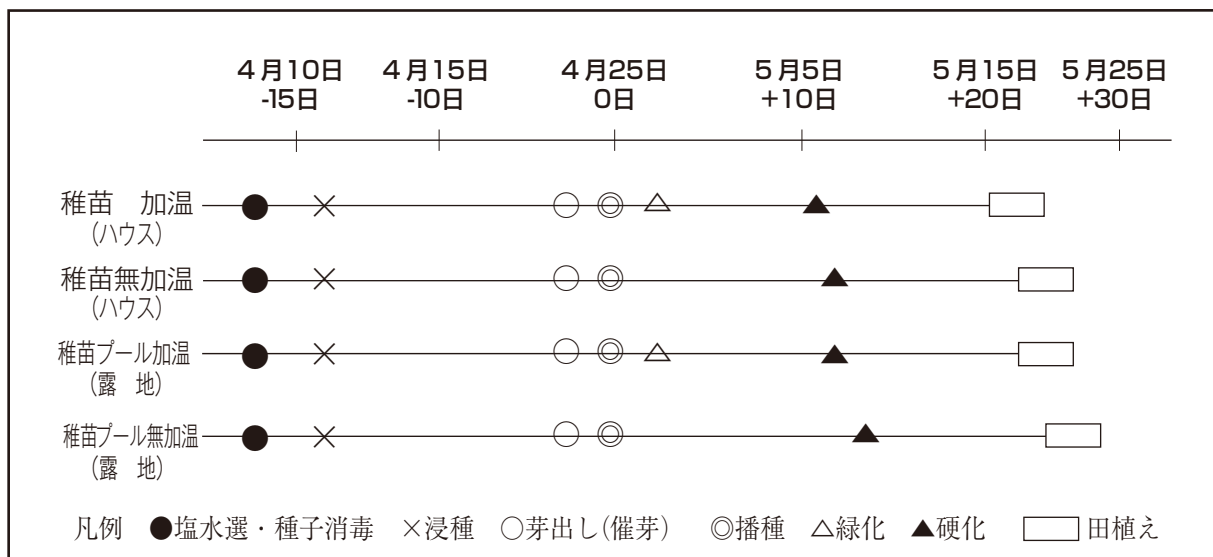 4月10日 4月15日 4月25日 5月5日 5月15日 5月25日
-15日 -10日 0日 +10日 +20日 +30日
稚苗 加温
(ハウス)
稚苗無加温
(ハウス)
稚苗プール加温
(露 地)
稚苗プール無加温
(露 地)
凡例 ●塩水選・種子消毒 ×浸種 ○芽出し(催芽) ◎播種 △緑化 ▲硬化 □田植え